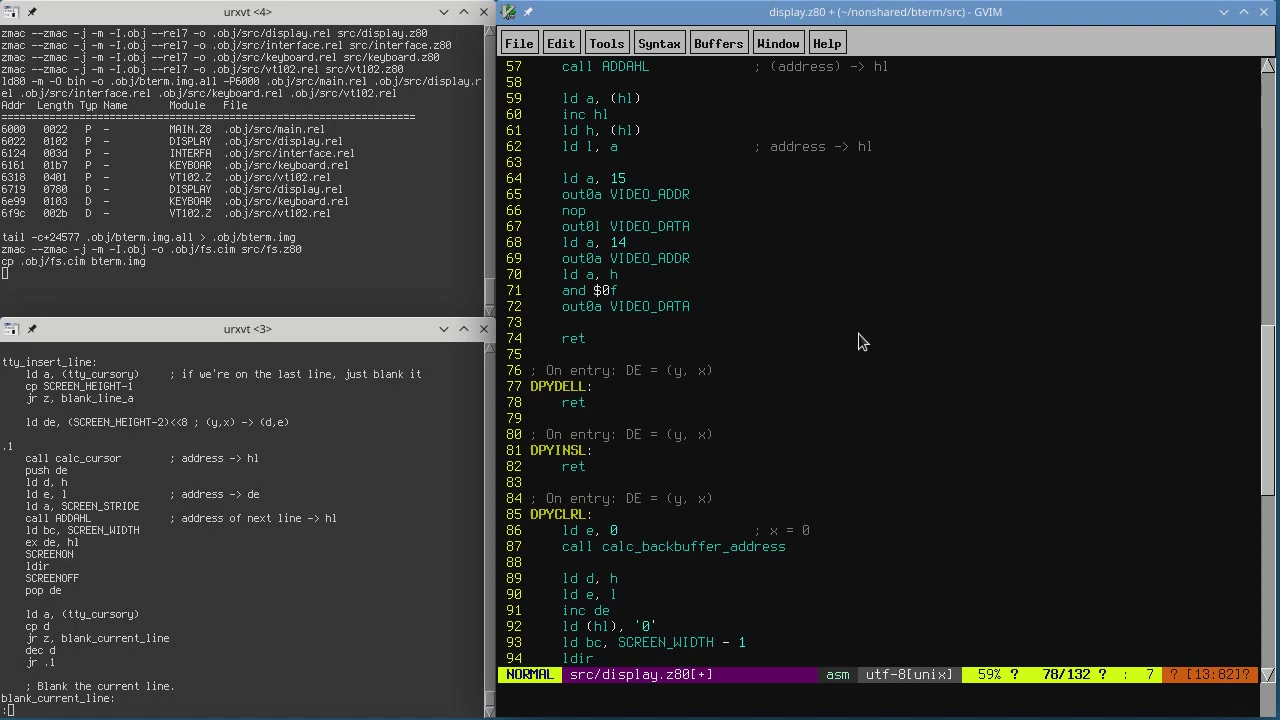 urxvt <4>
zmac --zmac -j -m -I.obj --rel7 -o .obj/src/display.rel src/display.z80
zmac --zmac -j -m -I.obj --rel7 -o .obj/src/interface.rel src/interface.z80
zmac --zmac -j -m -I.obj --rel7 -o .obj/src/keyboard.rel src/keyboard.z80
zmac --zmac -j -m -I.obj --rel7 -o .obj/src/vt102.rel src/vt102.z80
ld80 -m -O bin -o .obj/bterm.img.all -P6000 .obj/src/main.rel .obj/src/display.r
el .obj/src/interface.rel .obj/src/keyboard.rel .obj/src/vt102.rel
Addr   Length Typ Name       Module   File
=====================================================================
6000   0022   P   -          MAIN.Z8  .obj/src/main.rel
6022   0102   P   -          DISPLAY  .obj/src/display.rel
6124   003d   P   -          INTERFA  .obj/src/interface.rel
6161   01b7   P   -          KEYBOAR  .obj/src/keyboard.rel
6318   0401   P   -          VT102.Z  .obj/src/vt102.rel
6719   0780   D   -          DISPLAY  .obj/src/display.rel
6e99   0103   D   -          KEYBOAR  .obj/src/keyboard.rel
6f9c   002b   D   -          VT102.Z  .obj/src/vt102.rel
tail -c+24577 .obj/bterm.img.all > .obj/bterm.img
zmac --zmac -j -m -I.obj -o .obj/fs.cim src/fs.z80
cp .obj/fs.cim bterm.img
urxvt <3>
tty_insert_line:
    ld a, (tty_cursory)     ; if we're on the last line, just blank it
    cp SCREEN_HEIGHT-1
    jr z, blank_line_a
    ld de, (SCREEN_HEIGHT-2)<<8 ; (y,x) -> (d,e)
.1
    call calc_cursor        ; address -> hl
    push de
    ld d, h
    ld e, l                 ; address -> de
    ld a, SCREEN_STRIDE
    call ADDAHL             ; address of next line -> hl
    ld bc, SCREEN_WIDTH
    ex de, hl
    SCREENON
    ldir
    SCREENOFF
    pop de
    ld a, (tty_cursory)
    cp d
    jr z, blank_current_line
    dec d
    jr .1
    ; Blank the current line.
blank_current_line:
:
display.z80 + (~/nonshared/bterm/src) - GVIM
File Edit Tools Syntax Buffers Window Help
57     call ADDAHL             ; (address) -> hl
58
59     ld a, (hl)
60     inc hl
61     ld h, (hl)
62     ld l, a                 ; address -> hl
63
64     ld a, 15
65     out0a VIDEO_ADDR
66     nop
67     out0l VIDEO_DATA
68     ld a, 14
69     out0a VIDEO_ADDR
70     ld a, h
71     and $0f
72     out0a VIDEO_DATA
73
74     ret
75
76 ; On entry: DE = (y, x)
77 DPYDELL:
78     ret
79
80 ; On entry: DE = (y, x)
81 DPYINSL:
82     ret
83
84 ; On entry: DE = (y, x)
85 DPYCLRL:
86     ld e, 0                 ; x = 0
87     call calc_backbuffer_address
88
89     ld d, h
90     ld e, l
91     inc de
92     ld (hl), '0'
93     ld bc, SCREEN_WIDTH - 1
94     ldir
NORMAL src/display.z80[+] asm utf-8[unix] 59% ? 78/132 ? : 7 ? [13:82]?